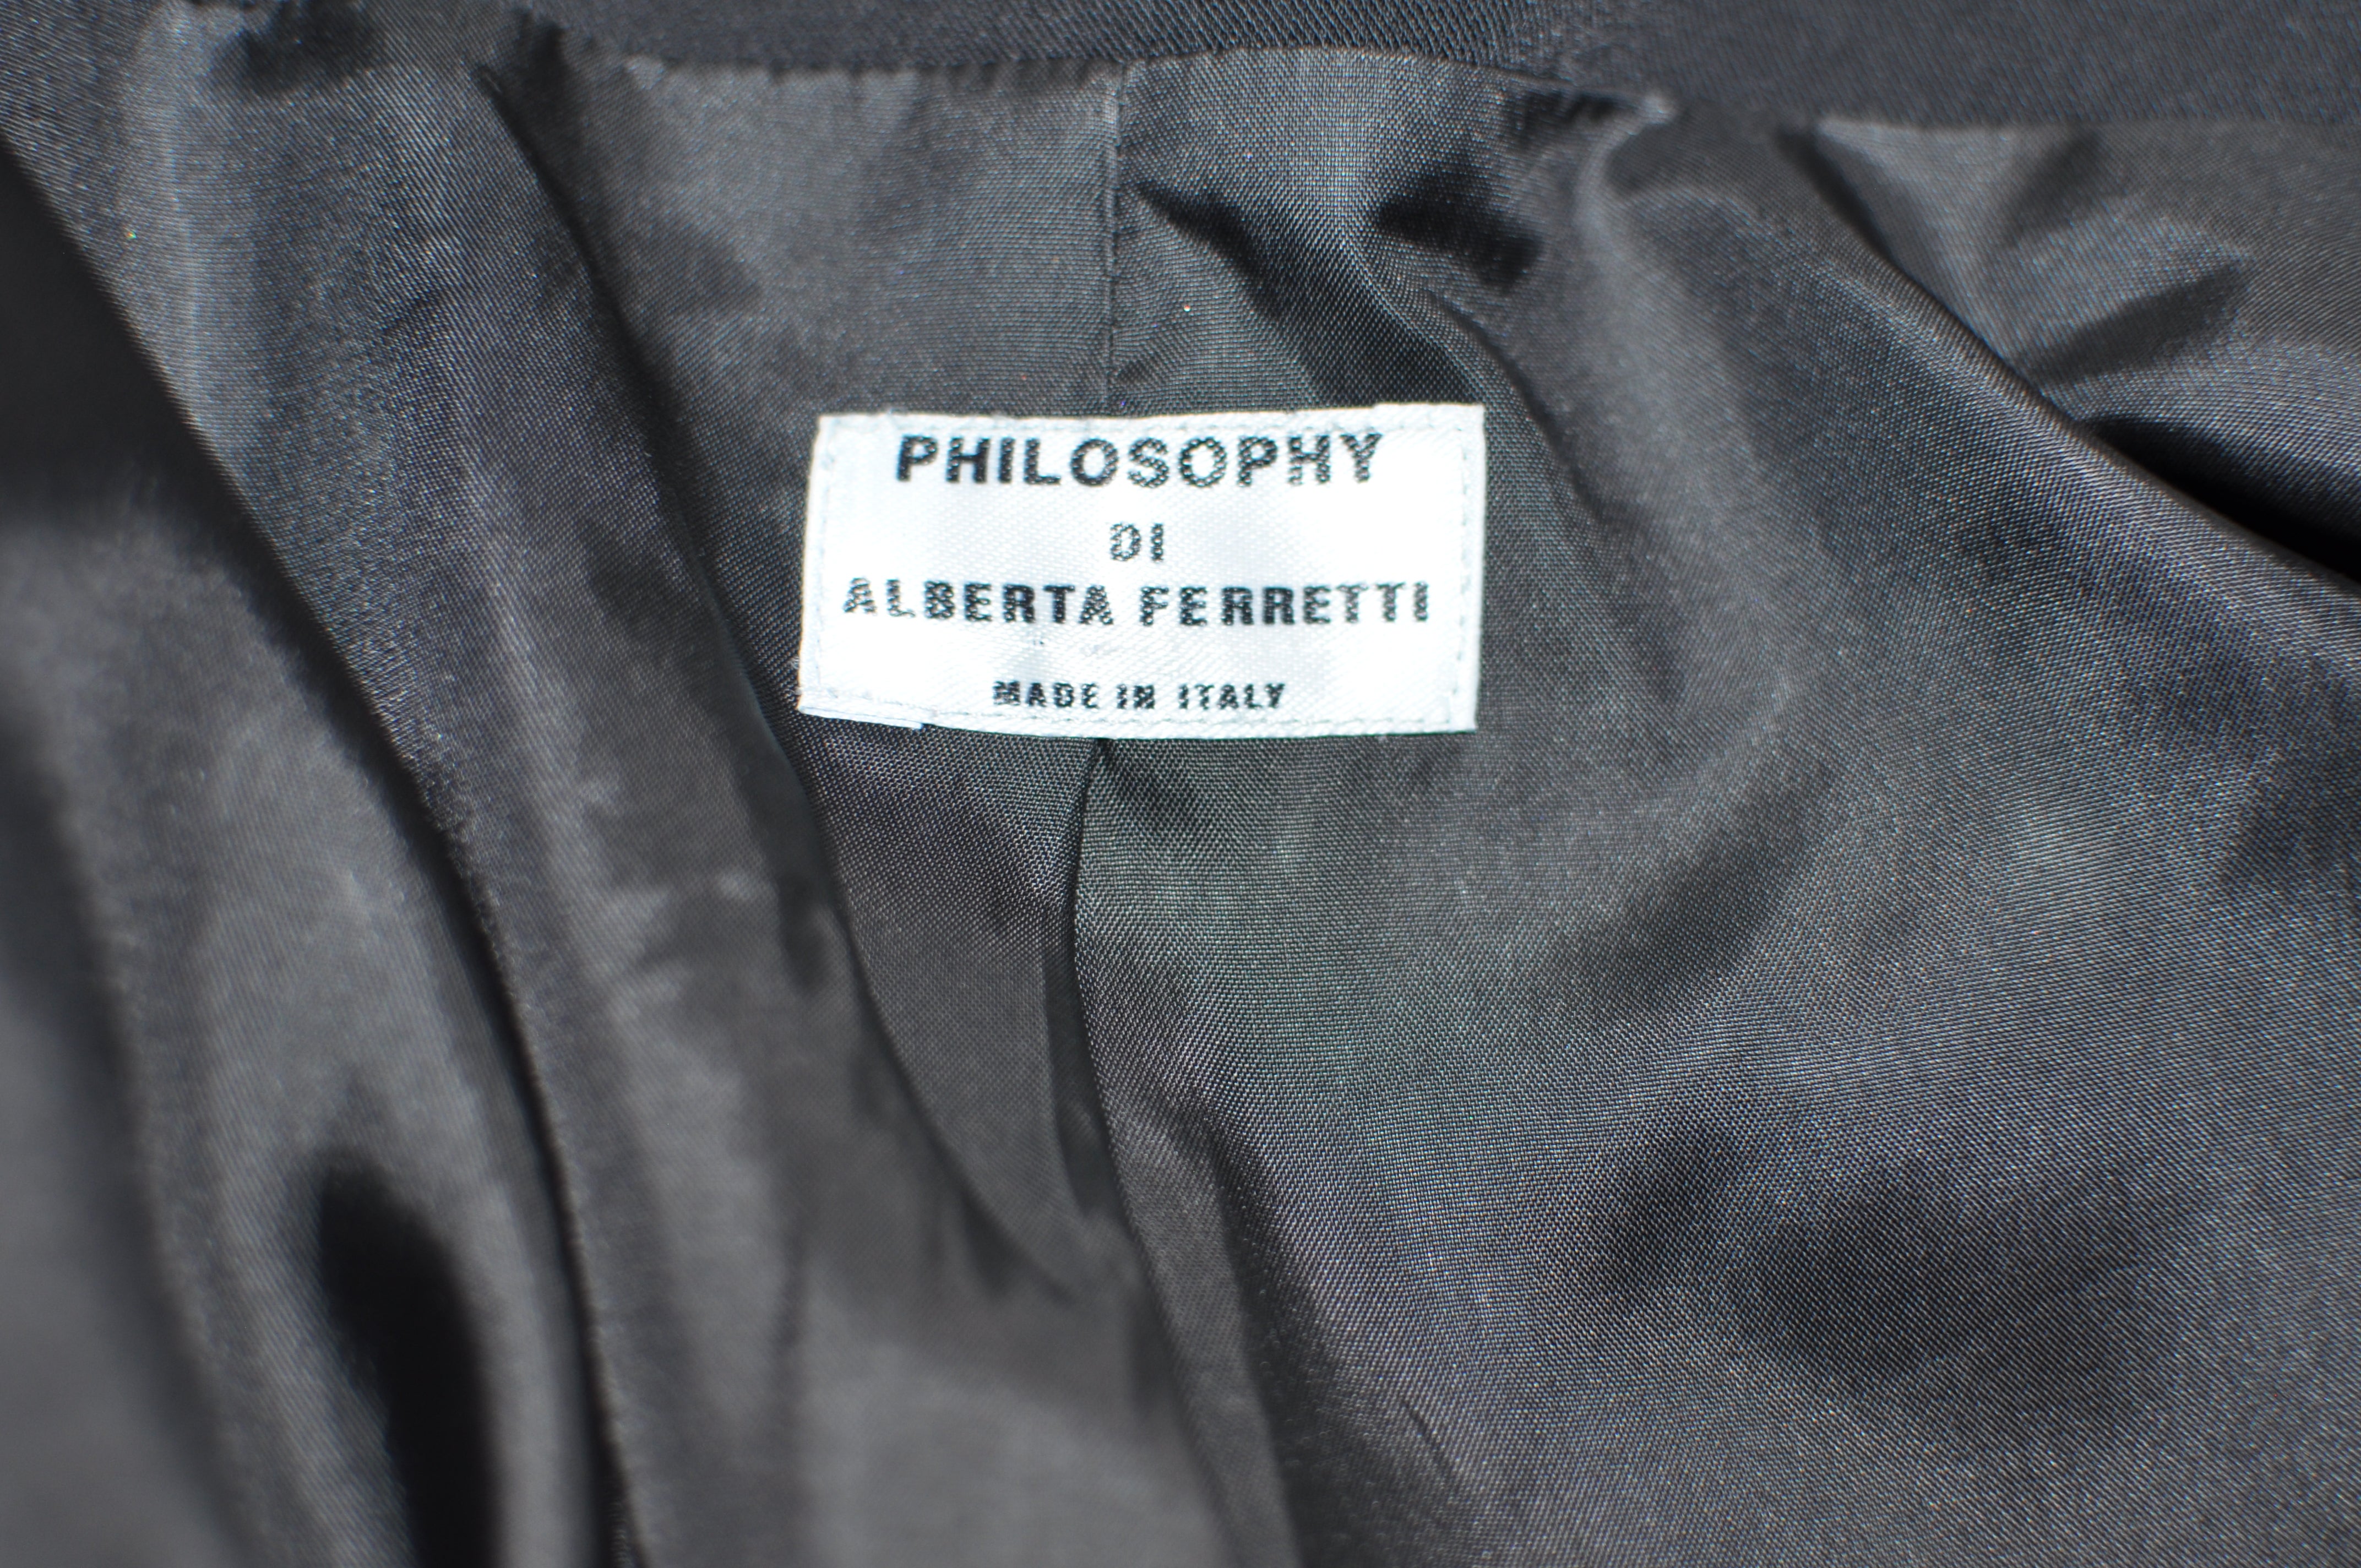 PHILOSOPHY
DI
ALBERTA FERRETTI
MADE IN ITALY